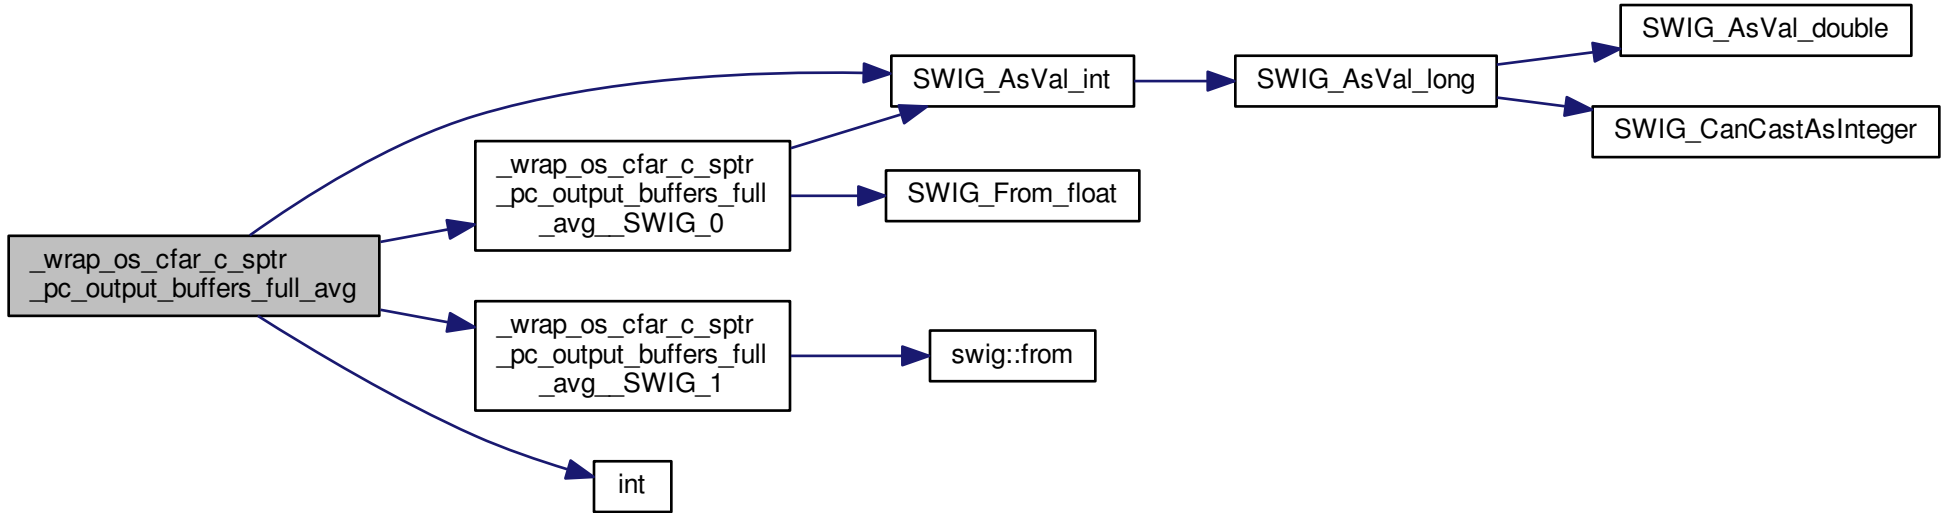 _wrap_os_cfar_c_sptr
_pc_output_buffers_full_avg
_wrap_os_cfar_c_sptr
_pc_output_buffers_full
_avg__SWIG_0
_wrap_os_cfar_c_sptr
_pc_output_buffers_full
_avg__SWIG_1
int
SWIG_AsVal_int
SWIG_From_float
swig::from
SWIG_AsVal_long
SWIG_AsVal_double
SWIG_CanCastAsInteger